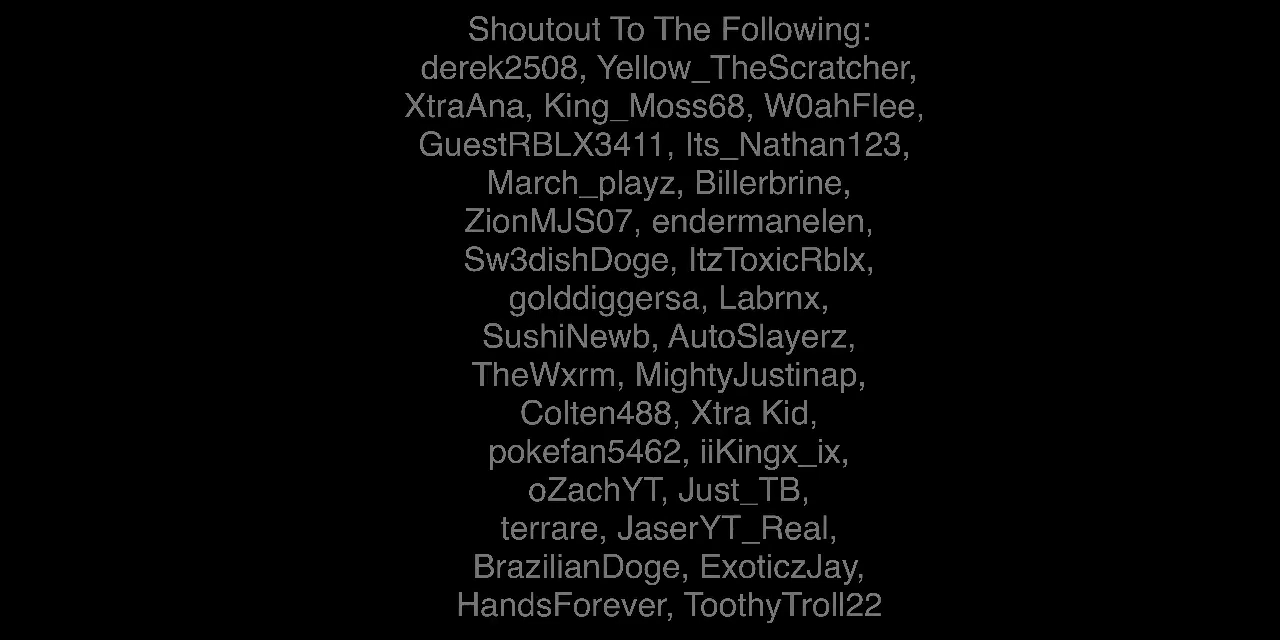 Shoutout To The Following:
derek2508, Yellow_TheScratcher,
XtraAna, King_Moss68, W0ahFlee,
GuestRBLX3411, Its_Nathan123,
March_playz, Billerbrine,
ZionMJS07, endermanelen,
Sw3dishDoge, ItzToxicRblx,
golddiggersa, Labrnx,
SushiNewb, AutoSlayerz,
TheWxrm, MightyJustinap,
Colten488, Xtra Kid,
pokefan5462, iiKingx_ix,
oZachYT, Just_TB,
terrare, JaserYT_Real,
BrazilianDoge, ExoticzJay,
HandsForever, ToothyTroll22